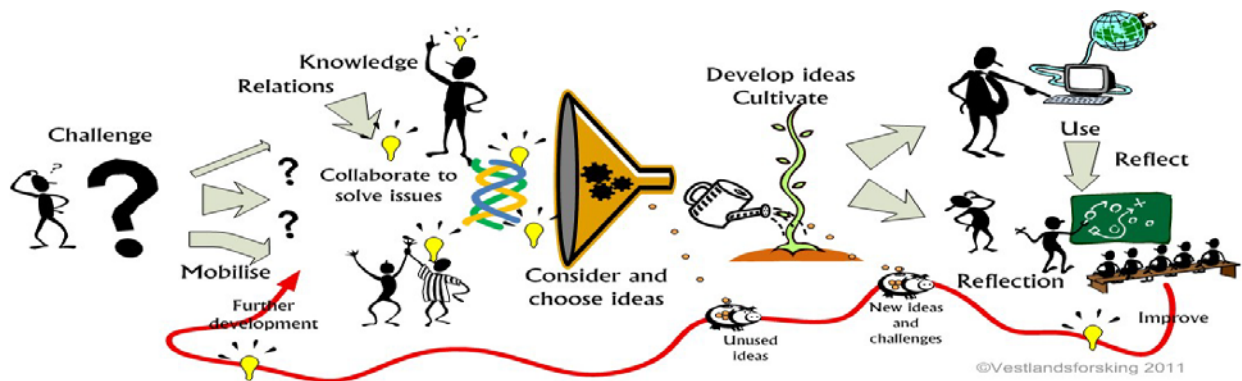 Challenge
?
?
?
?
Mobilise
Knowledge
Relations
Collaborate to
solve issues
Consider and
choose ideas
Develop ideas
Cultivate
Use
Reflect
Reflection
Improve
New ideas
and
challenges
Unused
ideas
Further
development
©Vestlandsforsking 2011